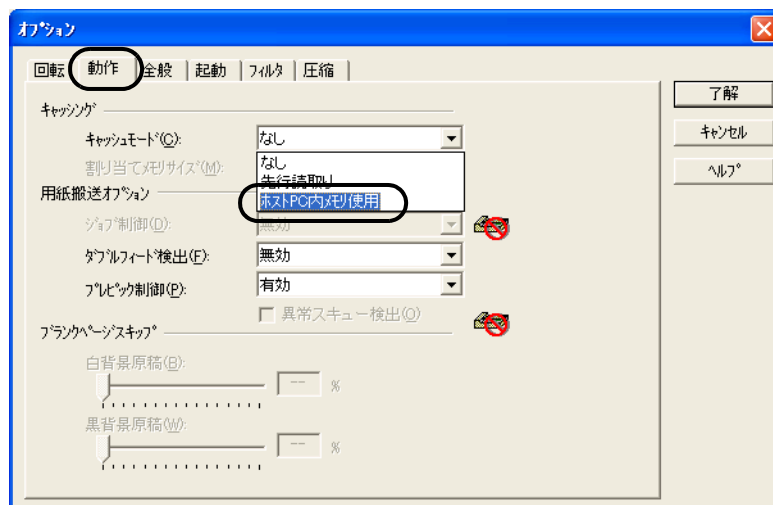 ｵﾌﾟｼｮﾝ
回転 動作 全般 起動 ﾌｨﾙﾀ 圧縮
了解
ｷｬｯｼﾝｸﾞ
ｷｬｯｼｭﾓｰﾄﾞ(C): なし
ｷｬﾝｾﾙ
割り当てﾒﾓﾘｻｲｽﾞ(M): なし
ﾍﾙﾌﾟ
先行読取り
用紙搬送ｵﾌﾟｼｮﾝ
ﾎｽﾄPC内ﾒﾓﾘ使用
ｼﾞｮﾌﾞ制御(D): 無効
ﾀﾞﾌﾞﾙﾌｨｰﾄﾞ検出(F): 無効
ﾌﾟﾚﾋﾟｯｸ制御(P): 有効
異常スキュー検出(O)
ﾌﾞﾗﾝｸﾍﾟｰｼﾞｽｷｯﾌﾟ
白背景原稿(B):
-- %
黒背景原稿(W):
-- %